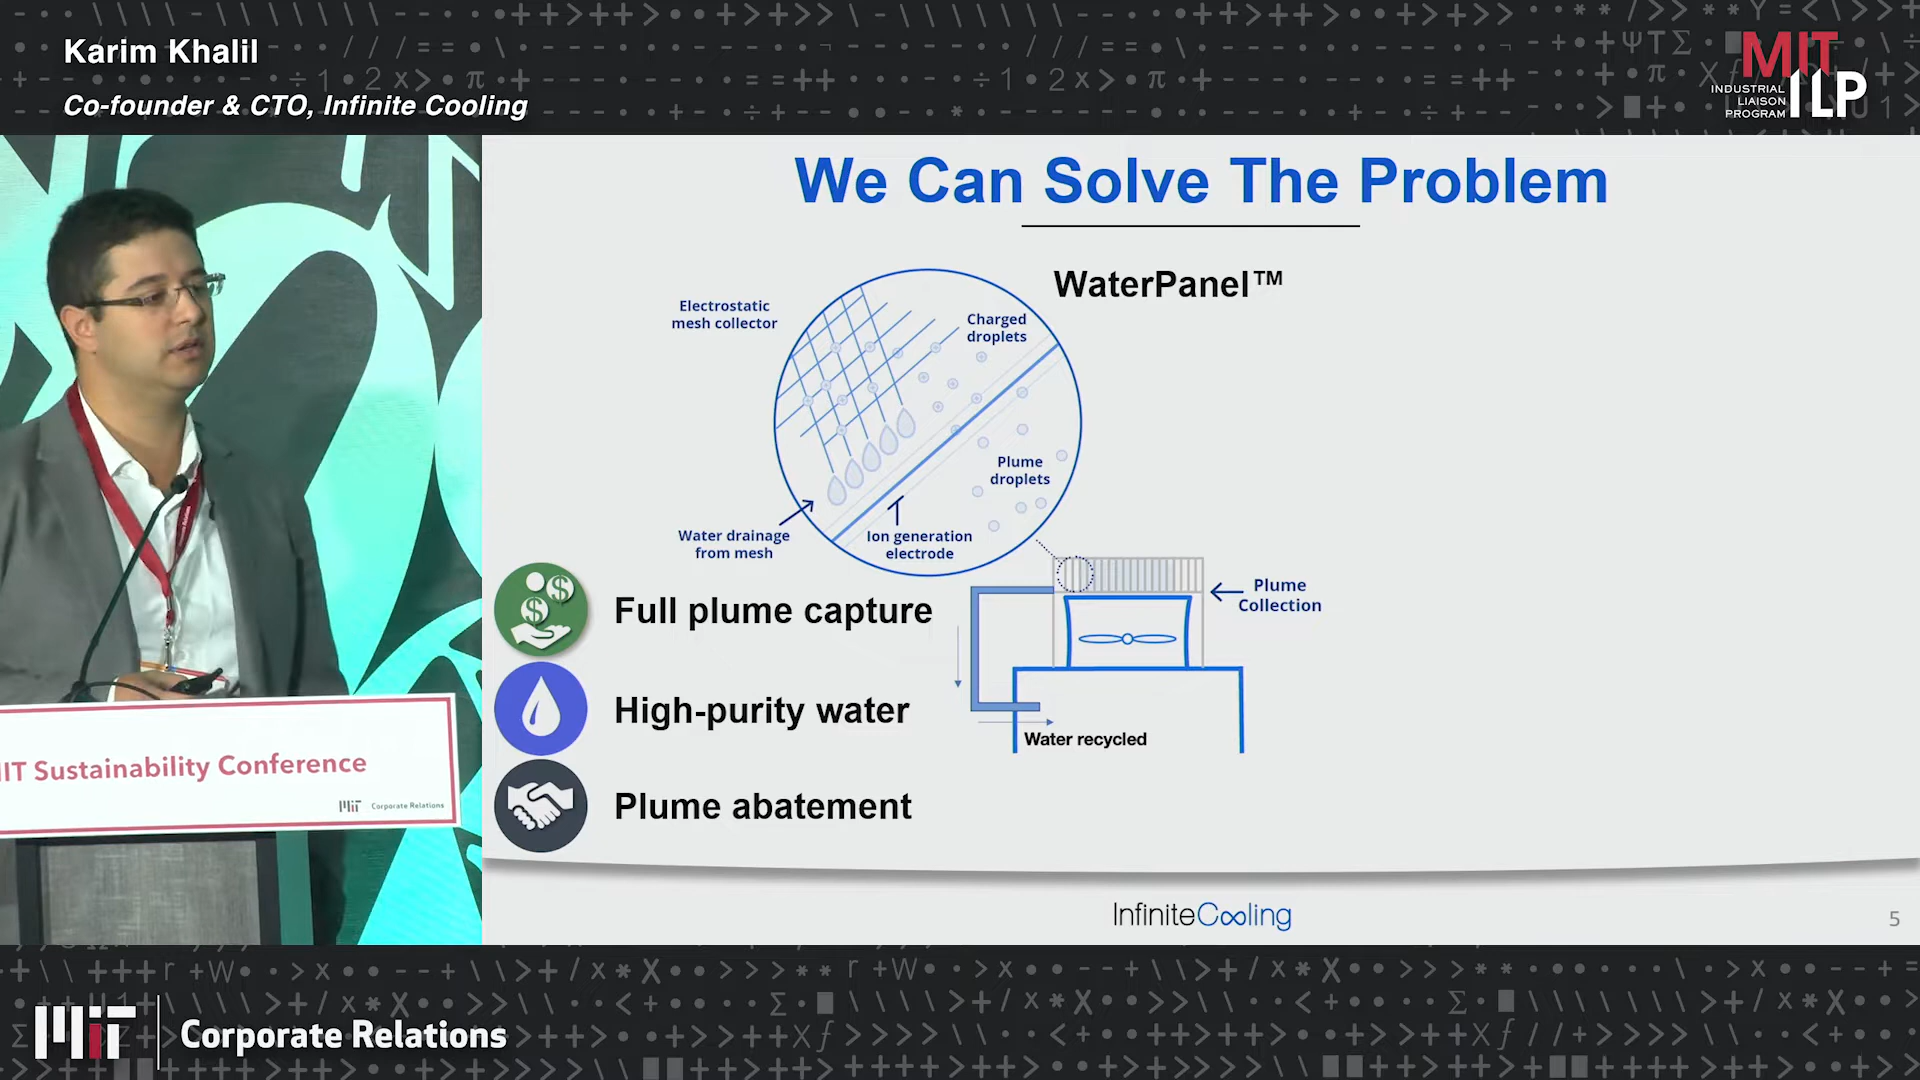 Karim Khalil
Co-founder & CTO, Infinite Cooling
MIT
INDUSTRIAL
LIAISON
PROGRAM
ILP
We Can Solve The Problem
WaterPanel™
Electrostatic
mesh collector
Charged
droplets
Plume
droplets
Water drainage
from mesh
Ion generation
electrode
Plume
Collection
Full plume capture
High-purity water
Plume abatement
Water recycled
InfiniteCooling
5
IIT Sustainability Conference
MIT Corporate Relations
MIT Corporate Relations